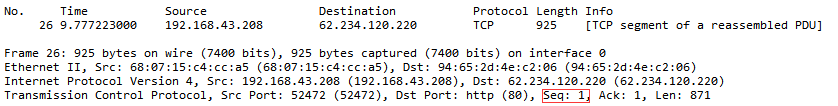 No. Time Source Destination Protocol Length Info
26 9.777223000 192.168.43.208 62.234.120.220 TCP 925 [TCP segment of a reassembled PDU]
Frame 26: 925 bytes on wire (7400 bits), 925 bytes captured (7400 bits) on interface 0
Ethernet II, Src: 68:07:15:c4:cc:a5 (68:07:15:c4:cc:a5), Dst: 94:65:2d:4e:c2:06 (94:65:2d:4e:c2:06)
Internet Protocol Version 4, Src: 192.168.43.208 (192.168.43.208), Dst: 62.234.120.220 (62.234.120.220)
Transmission Control Protocol, Src Port: 52472 (52472), Dst Port: http (80), Seq: 1, Ack: 1, Len: 871